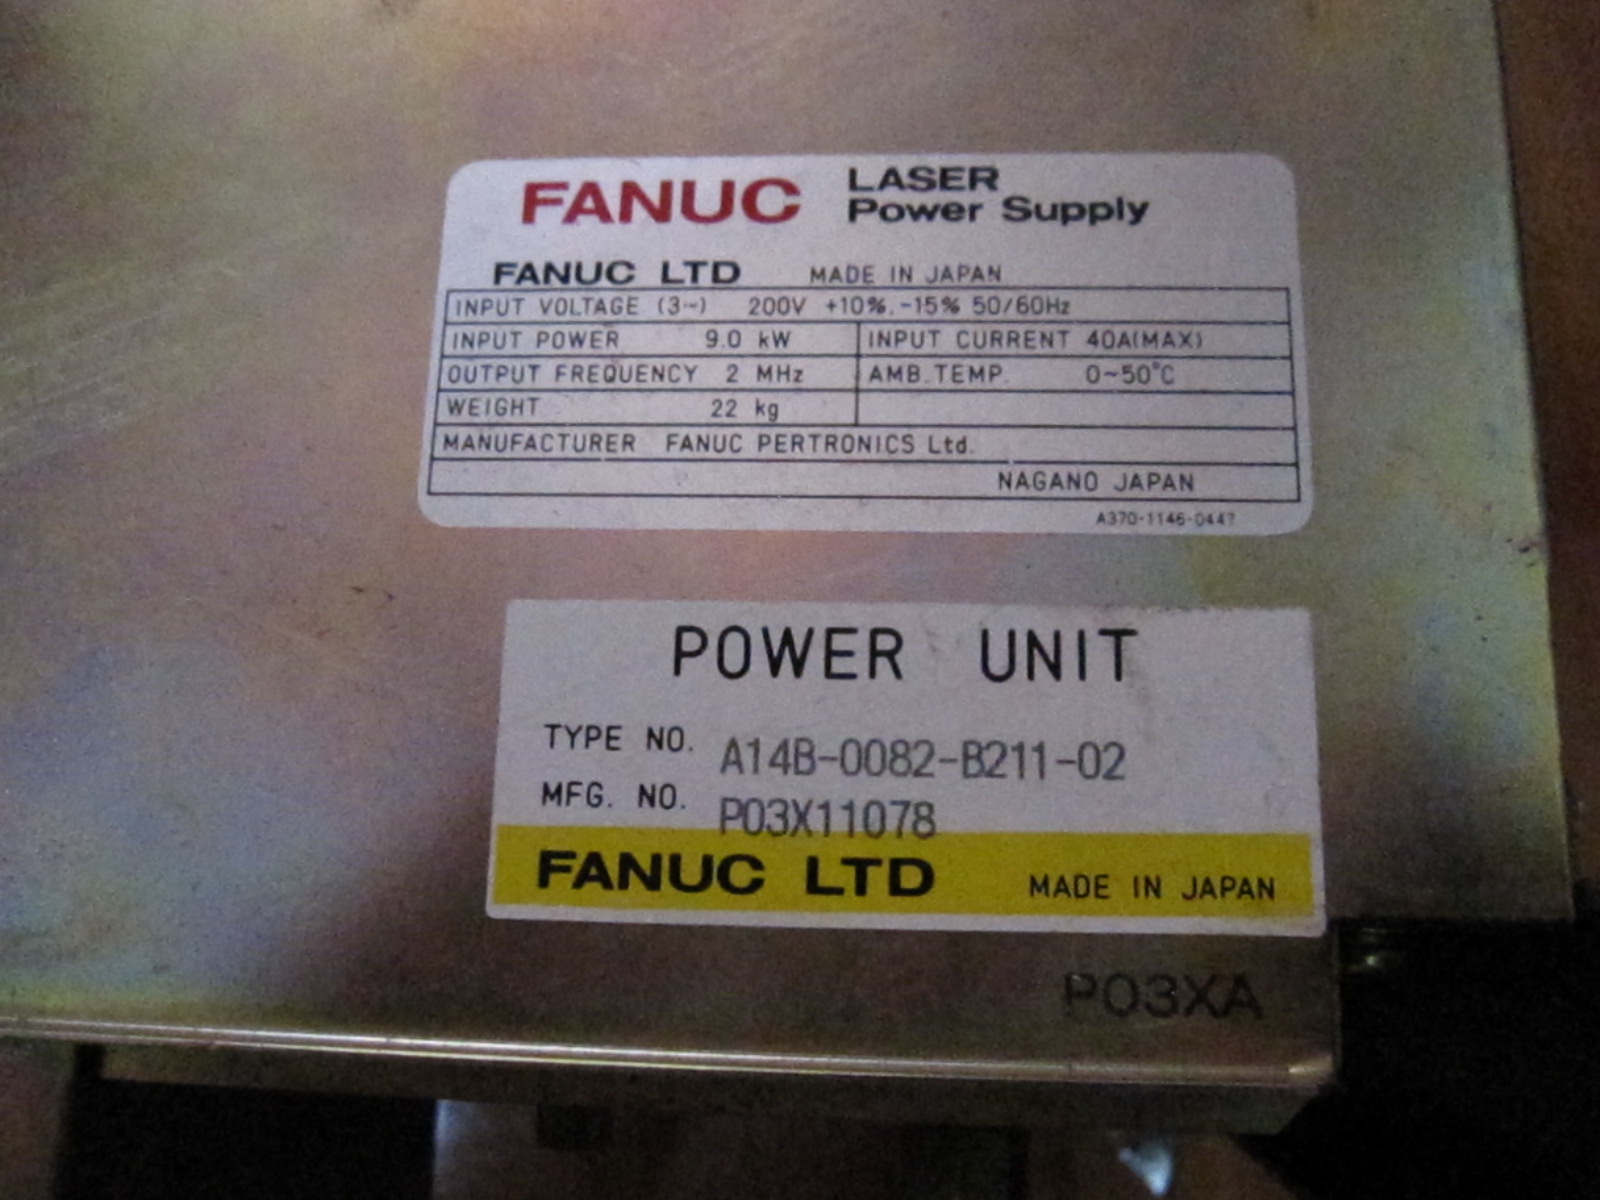 FANUC LASER
Power Supply
FANUC LTD MADE IN JAPAN
INPUT VOLTAGE (3~) 200V +10%,-15% 50/60Hz
INPUT POWER 9.0 kW INPUT CURRENT 40A(MAX)
OUTPUT FREQUENCY 2 MHz AMB.TEMP. 0~50°C
WEIGHT 22 kg
MANUFACTURER FANUC PERTRONICS Ltd.
NAGANO JAPAN
A370-1146-0447
POWER UNIT
TYPE NO. A14B-0082-B211-02
MFG. NO. P03X11078
FANUC LTD MADE IN JAPAN
P03XA